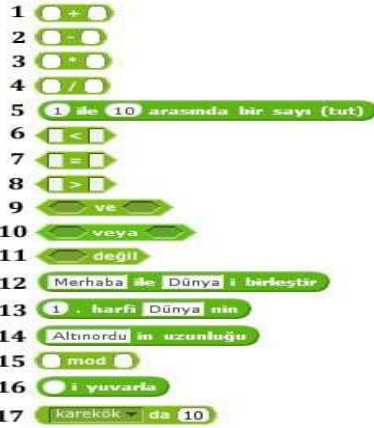 1 +
2 -
3 *
4 /
5 1 ile 10 arasında bir sayı (tut)
6 <
7 =
8 >
9 ve
10 veya
11 değil
12 Merhaba ile Dünya i birleştir
13 1 . harfi Dünya nin
14 Altınordu in uzunluğu
15 mod
16 i yuvarla
17 karekök da 10